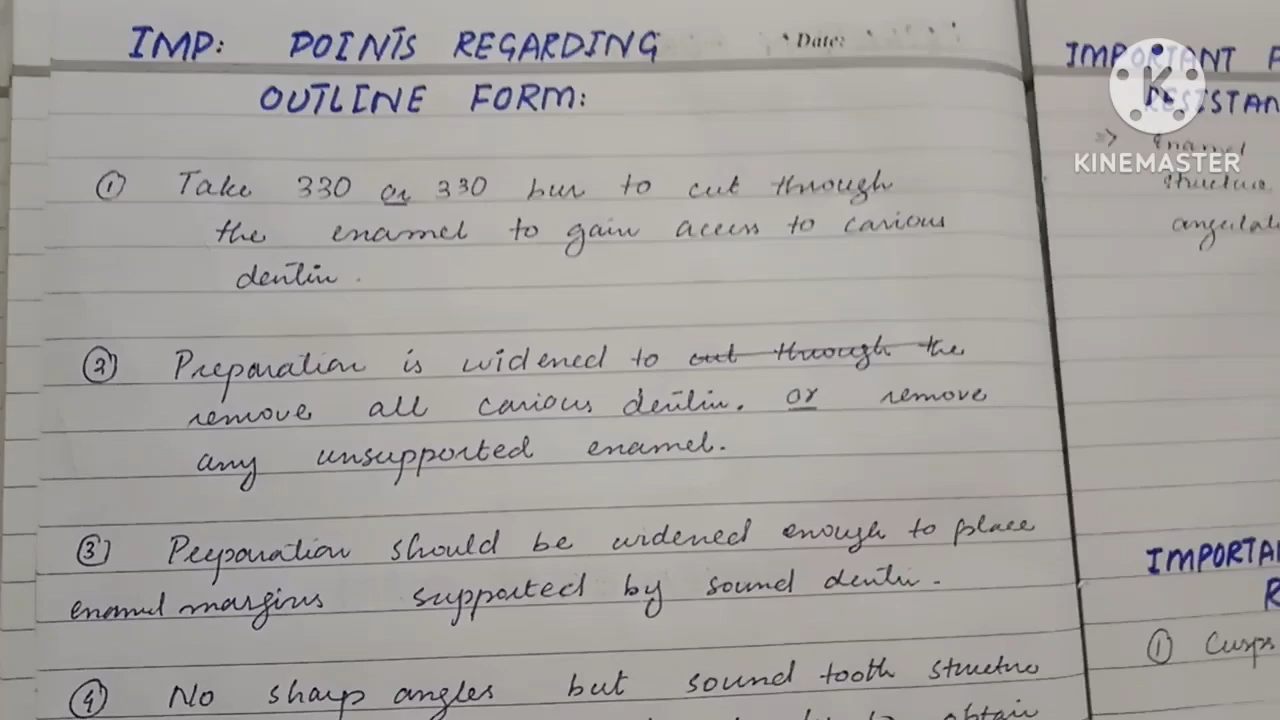 IMP: POINTS REGARDING
Date:
OUTLINE FORM:
① Take 330 or 330 bur to cut through
the enamel to gain access to carious
dentin.
② Preparation is widened to cut through the
remove all carious dentin. or remove
any unsupported enamel.
③ Preparation should be widened enough to place
enamel margins supported by sound dentin.
④ No sharp angles but sound tooth structure
obtain
IMPORTANT P
RESISTAN
=> Enamel
structure
angulat
KINEMASTER
IMPORTA
R
① Cusps